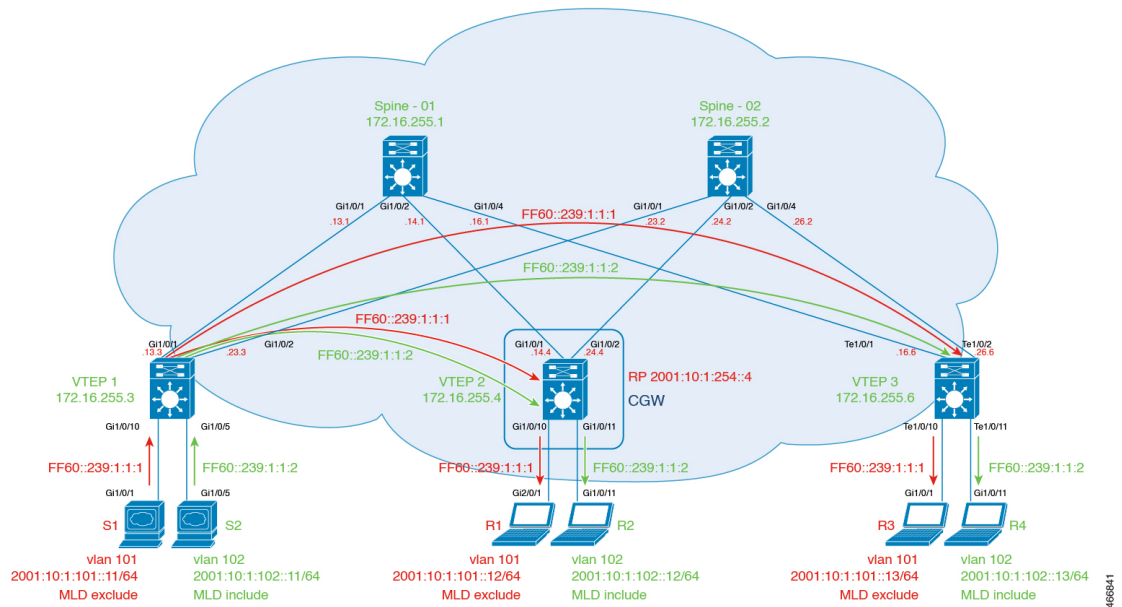 Spine - 01
172.16.255.1
Spine - 02
172.16.255.2
Gi1/0/1
Gi1/0/2
Gi1/0/4
Gi1/0/1
Gi1/0/2
Gi1/0/4
.13.1
.14.1
.16.1
FF60::239:1:1:1
.23.2
.24.2
.26.2
FF60::239:1:1:2
FF60::239:1:1:1
FF60::239:1:1:2
Gi1/0/1
.13.3
.23.3
Gi1/0/2
Gi1/0/1
.14.4
Gi1/0/2
.24.4
Te1/0/1
.16.6
Te1/0/2
.26.6
VTEP 1
172.16.255.3
VTEP 2
172.16.255.4
RP 2001:10:1:254::4
CGW
VTEP 3
172.16.255.6
Gi1/0/10
Gi1/0/5
Gi1/0/10
Gi1/0/11
Te1/0/10
Te1/0/11
FF60::239:1:1:1
FF60::239:1:1:2
FF60::239:1:1:1
FF60::239:1:1:2
FF60::239:1:1:1
FF60::239:1:1:2
Gi1/0/1
Gi1/0/5
Gi2/0/1
Gi1/0/11
Gi1/0/1
Gi1/0/11
S1
S2
R1
R2
R3
R4
vlan 101
2001:10:1:101::11/64
MLD exclude
vlan 102
2001:10:1:102::11/64
MLD include
vlan 101
2001:10:1:101::12/64
MLD exclude
vlan 102
2001:10:1:102::12/64
MLD include
vlan 101
2001:10:1:101::13/64
MLD exclude
vlan 102
2001:10:1:102::13/64
MLD include
466841